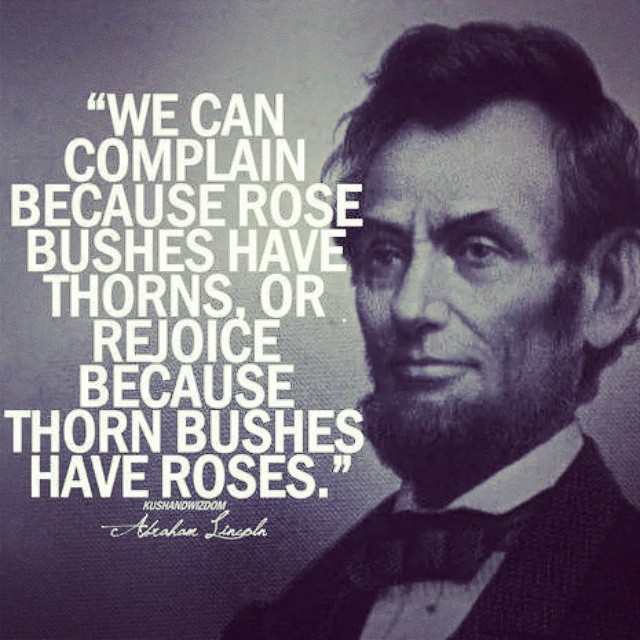 “WE CAN
COMPLAIN
BECAUSE ROSE
BUSHES HAVE
THORNS, OR
REJOICE
BECAUSE
THORN BUSHES
HAVE ROSES.”
KUSHANDWIZDOM
Abraham Lincoln